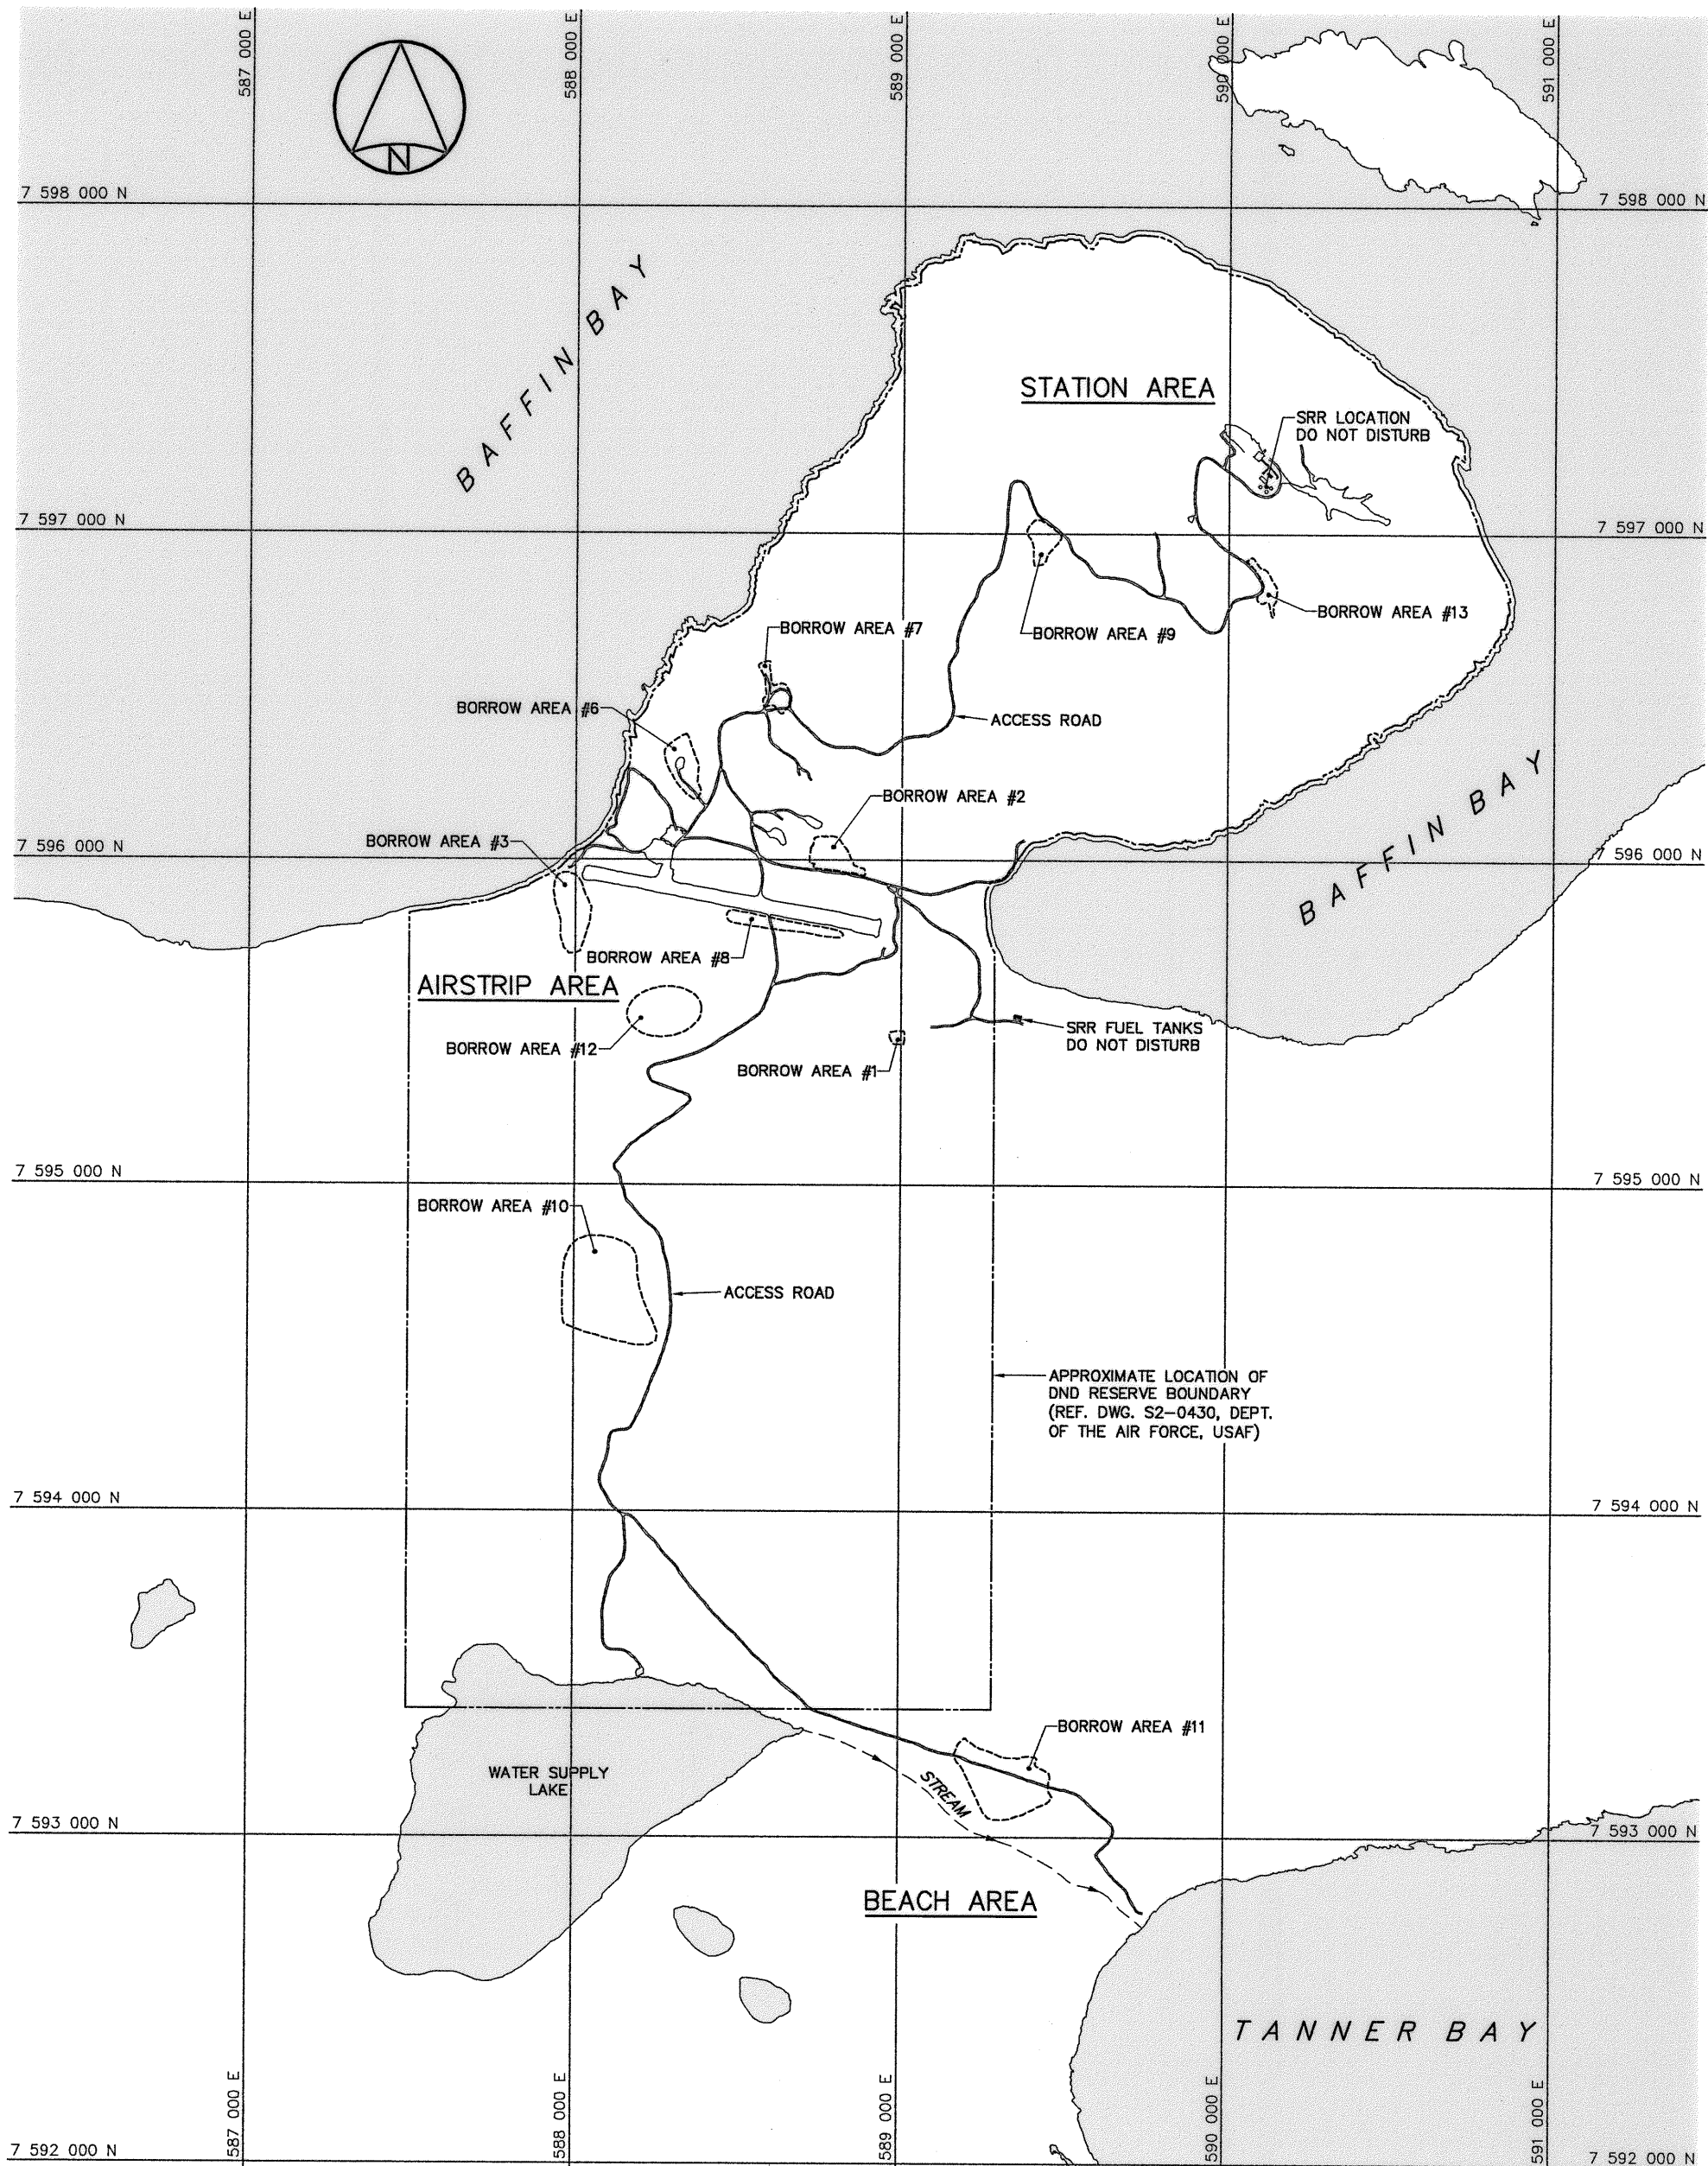 587 000 E
588 000 E
589 000 E
590 000 E
591 000 E
N
7 598 000 N
7 598 000 N
BAFFIN BAY
STATION AREA
SRR LOCATION
DO NOT DISTURB
7 597 000 N
7 597 000 N
BORROW AREA #13
BORROW AREA #7
BORROW AREA #9
BORROW AREA #6
ACCESS ROAD
BORROW AREA #2
BAFFIN BAY
BORROW AREA #3
7 596 000 N
7 596 000 N
BORROW AREA #8
AIRSTRIP AREA
SRR FUEL TANKS
DO NOT DISTURB
BORROW AREA #12
BORROW AREA #1
7 595 000 N
7 595 000 N
BORROW AREA #10
ACCESS ROAD
APPROXIMATE LOCATION OF
DND RESERVE BOUNDARY
(REF. DWG. S2-0430, DEPT.
OF THE AIR FORCE, USAF)
7 594 000 N
7 594 000 N
BORROW AREA #11
WATER SUPPLY
LAKE
STREAM
7 593 000 N
7 593 000 N
BEACH AREA
TANNER BAY
587 000 E
588 000 E
589 000 E
590 000 E
591 000 E
7 592 000 N
7 592 000 N